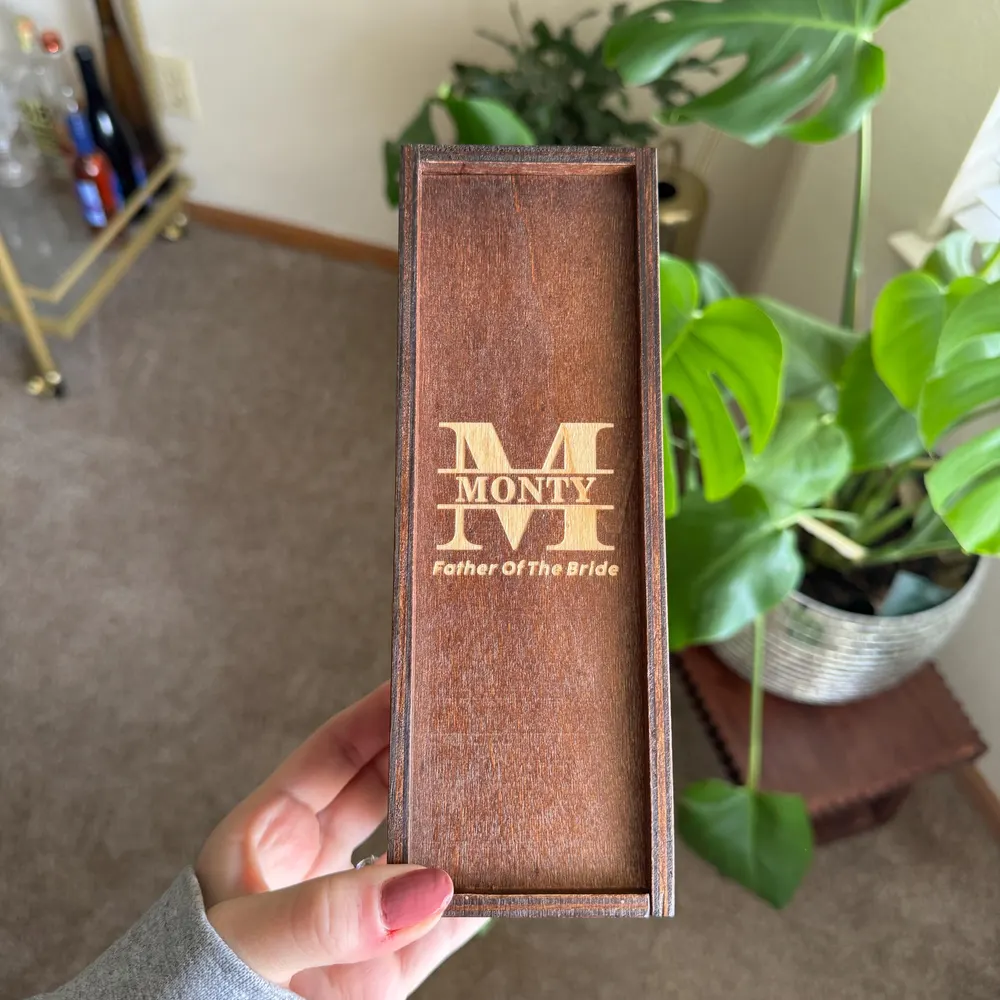 M
MONTY
Father Of The Bride